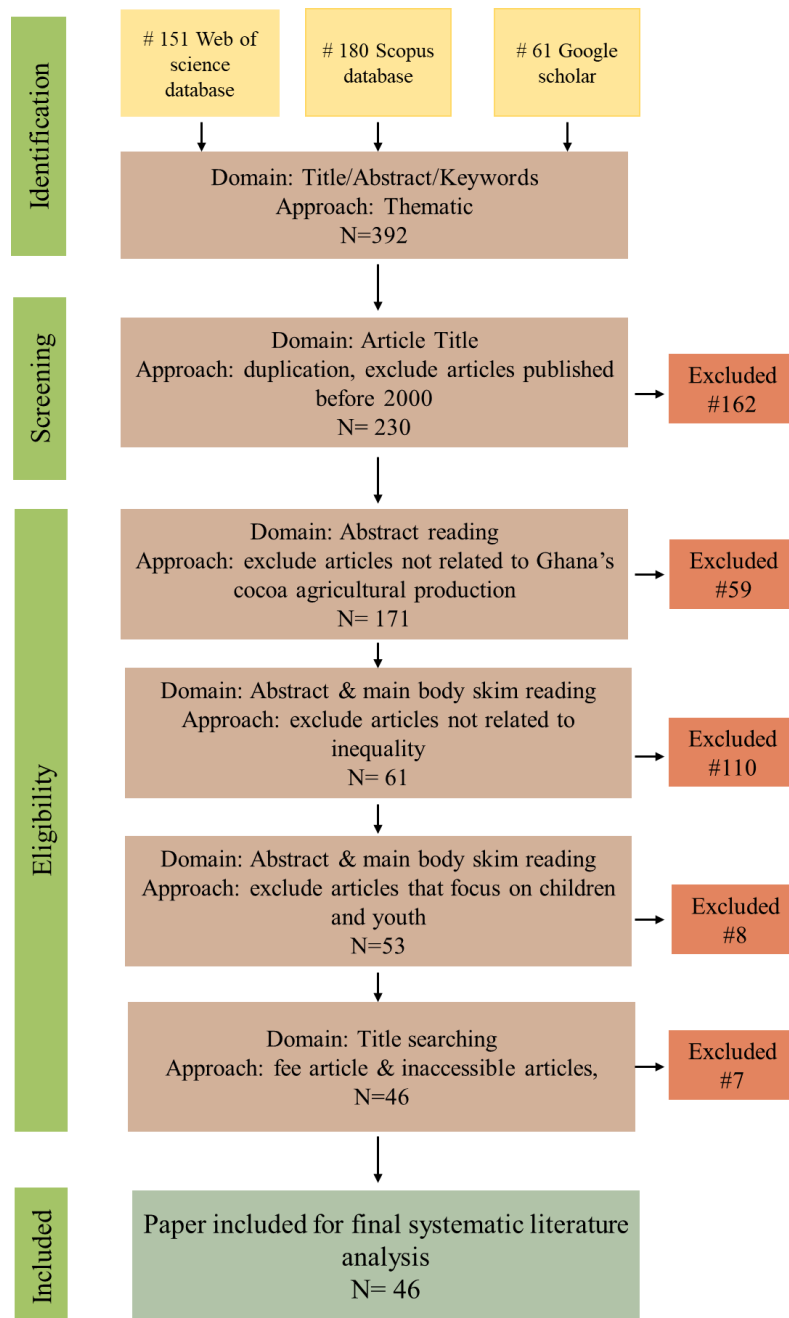 Identification
# 151 Web of
science
database
# 180 Scopus
database
# 61 Google
scholar
Domain: Title/Abstract/Keywords
Approach: Thematic
N=392
Screening
Domain: Article Title
Approach: duplication, exclude articles published
before 2000
N= 230
Excluded
#162
Eligibility
Domain: Abstract reading
Approach: exclude articles not related to Ghana’s
cocoa agricultural production
N= 171
Excluded
#59
Domain: Abstract & main body skim reading
Approach: exclude articles not related to
inequality
N= 61
Excluded
#110
Domain: Abstract & main body skim reading
Approach: exclude articles that focus on children
and youth
N=53
Excluded
#8
Domain: Title searching
Approach: fee article & inaccessible articles,
N=46
Excluded
#7
Included
Paper included for final systematic literature
analysis
N= 46